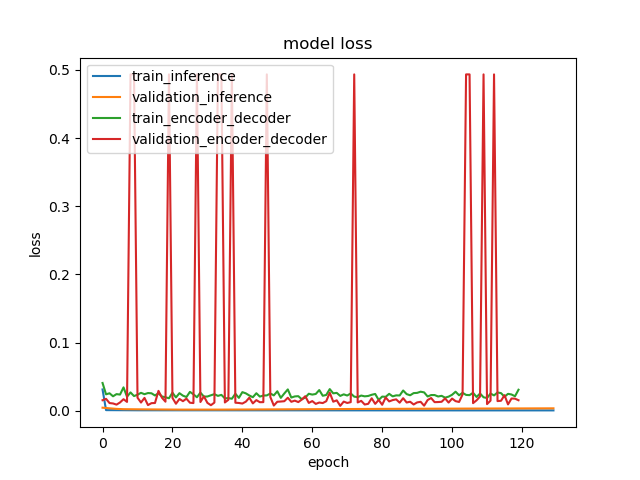 model loss
train_inference
validation_inference
train_encoder_decoder
validation_encoder_decoder
loss
0.5
0.4
0.3
0.2
0.1
0.0
0 20 40 60 80 100 120
epoch